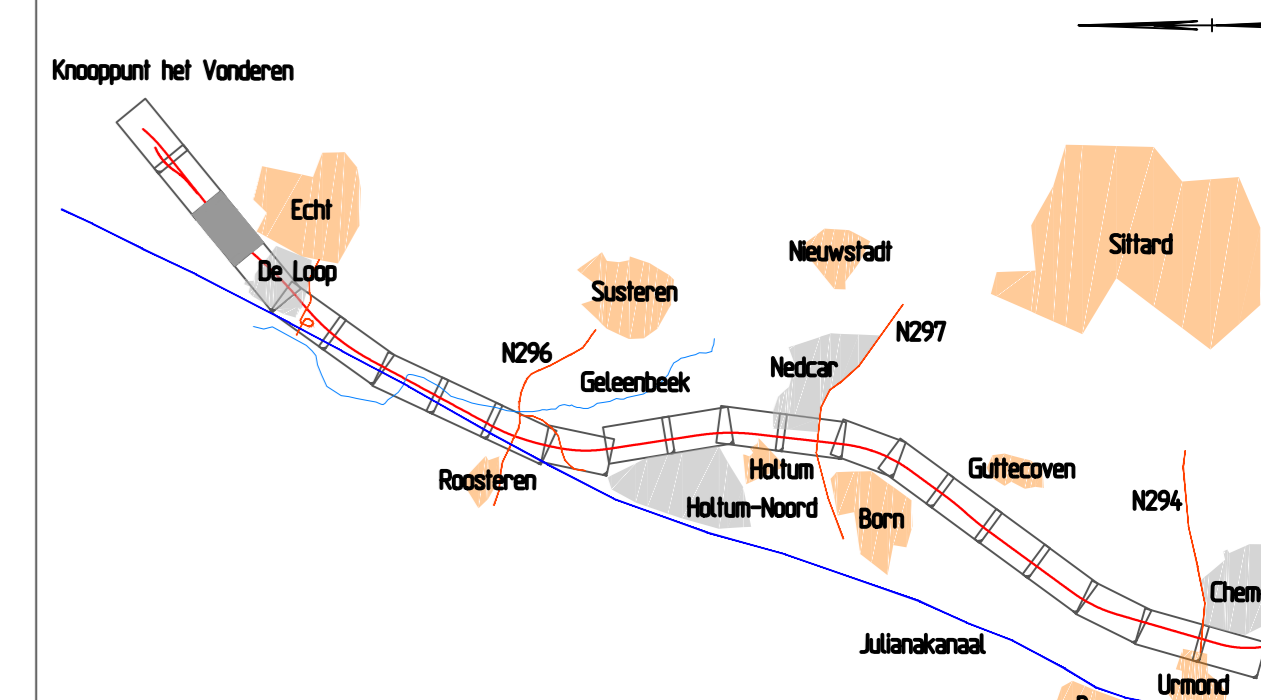 Knooppunt het Vonderen
Echt
Nieuwstadt
Sittard
De Loop
Susteren
N297
N296
Nedcar
Geleenbeek
Holtum
Guttecoven
Roosteren
N294
Holtum-Noord
Born
Chem
Julianakanaal
Urmond